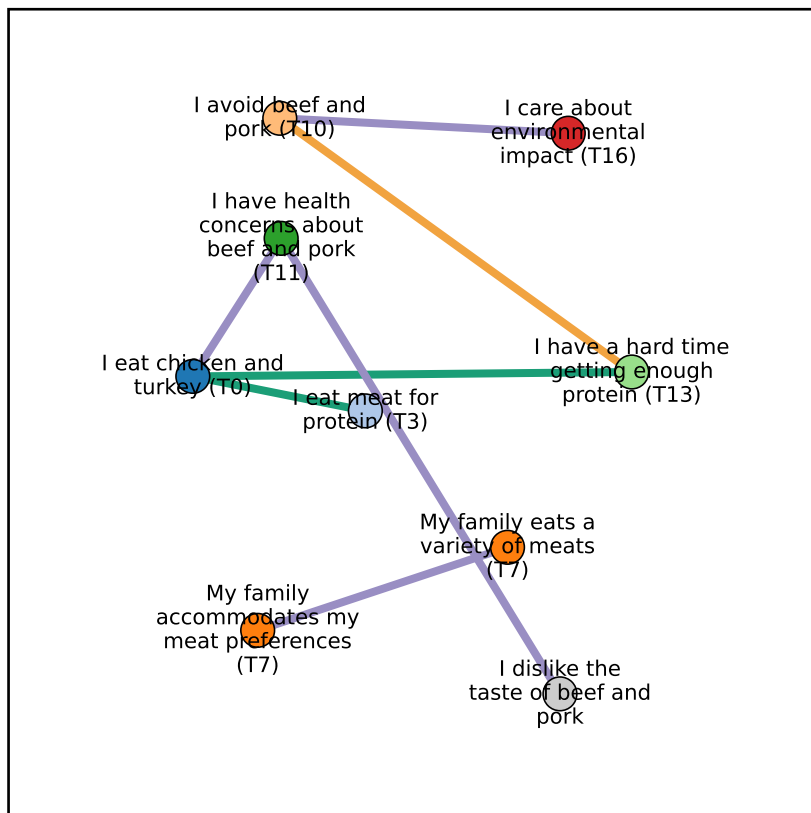 I avoid beef and
pork (T10)
I care about
environmental
impact (T16)
I have health
concerns about
beef and pork
(T11)
I eat chicken and
turkey (T0)
I eat meat for
protein (T3)
I have a hard time
getting enough
protein (T13)
My family eats a
variety of meats
(T7)
My family
accommodates my
meat preferences
(T7)
I dislike the
taste of beef and
pork